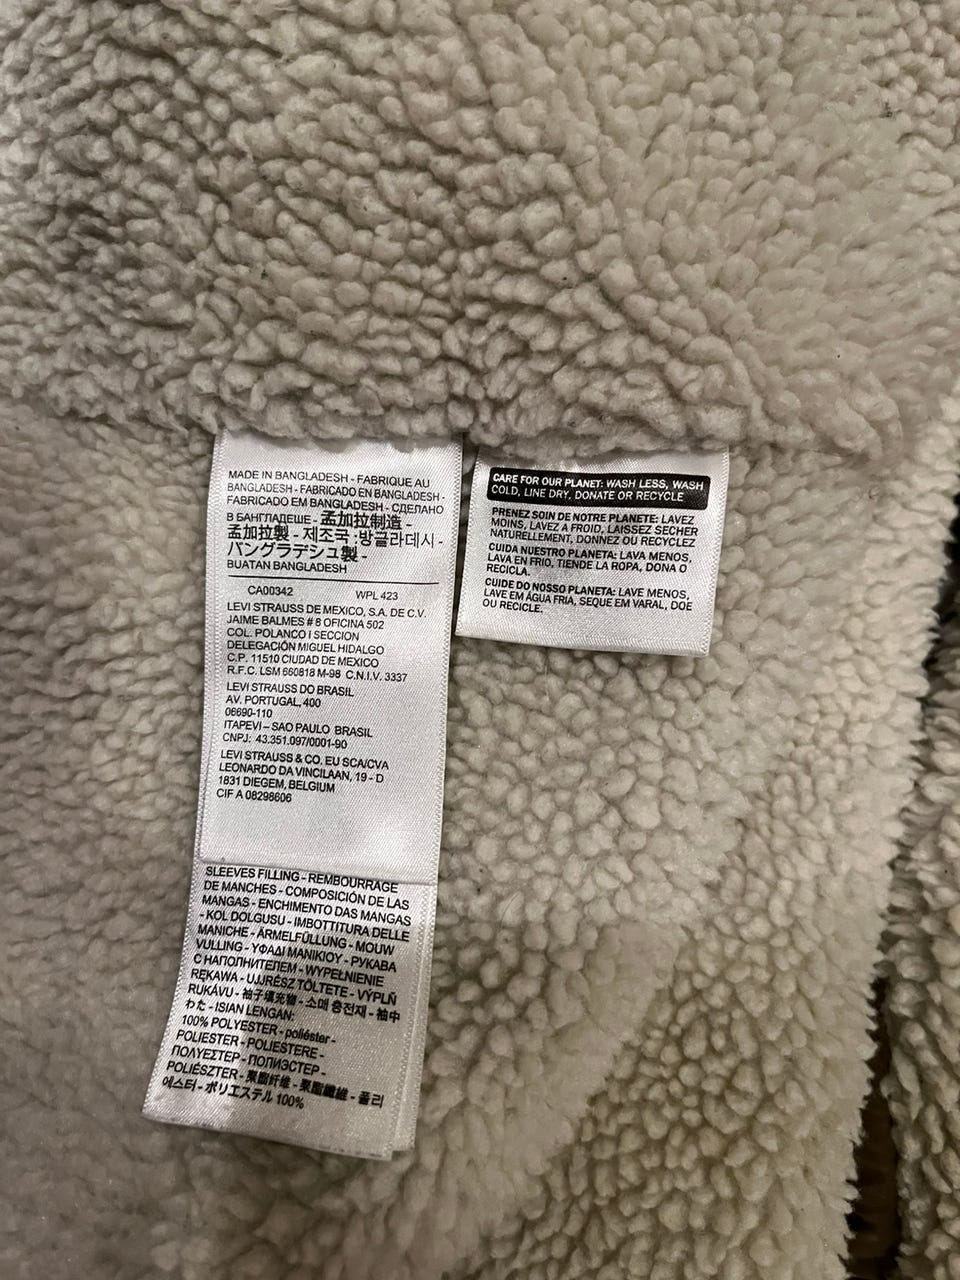 MADE IN BANGLADESH - FABRIQUE AU
BANGLADESH - FABRICADO EN BANGLADESH -
FABRICADO EM BANGLADESH - СДЕЛАНО
В БАНГЛАДЕШЕ - 孟加拉制造 -
孟加拉製 - 제조국 :방글라데시 -
バングラデシュ製 -
BUATAN BANGLADESH
CA00342 WPL 423
LEVI STRAUSS DE MEXICO, S.A. DE C.V.
JAIME BALMES # 8 OFICINA 502
COL. POLANCO I SECCION
DELEGACIÓN MIGUEL HIDALGO
C.P. 11510 CIUDAD DE MEXICO
R.F.C. LSM 660818 M-98 C.N.I.V. 3337
LEVI STRAUSS DO BRASIL
AV. PORTUGAL, 400
06690-110
ITAPEVI – SAO PAULO BRASIL
CNPJ: 43.351.097/0001-90
LEVI STRAUSS & CO. EU SCA/CVA
LEONARDO DA VINCILAAN, 19 - D
1831 DIEGEM, BELGIUM
CIF A 08298606
SLEEVES FILLING - REMBOURRAGE
DE MANCHES - COMPOSICIÓN DE LAS
MANGAS - ENCHIMENTO DAS MANGAS
- KOL DOLGUSU - IMBOTTITURA DELLE
MANICHE - ÄRMELFÜLLUNG - MOUW
VULLING - ΥΦΑΔΙ ΜΑΝΙΚΙΟΥ - РУКАВА
С НАПОЛНИТЕЛЕМ - WYPEŁNIENIE
RĘKAWA - UJJRÉSZ TÖLTETE - VÝPLŇ
RUKÁVU - 袖子填充物 - 소매 충전재 - 袖中
わた - ISIAN LENGAN:
100% POLYESTER - poliéster -
POLIESTER - POLIESTERE -
ΠΟΛΥΕΣΤΕΡ - ПОЛИЭСТЕР -
POLIÉSZTER - 聚酯纤维 - 聚酯纖維 - 폴리
에스터 - ポリエステル 100%
CARE FOR OUR PLANET: WASH LESS, WASH
COLD, LINE DRY, DONATE OR RECYCLE
PRENEZ SOIN DE NOTRE PLANETE: LAVEZ
MOINS, LAVEZ A FROID, LAISSEZ SECHER
NATURELLEMENT, DONNEZ OU RECYCLEZ
CUIDA NUESTRO PLANETA: LAVA MENOS,
LAVA EN FRIO, TIENDE LA ROPA, DONA O
RECICLA.
CUIDE DO NOSSO PLANETA: LAVE MENOS,
LAVE EM ÁGUA FRIA, SEQUE EM VARAL, DOE
OU RECICLE.